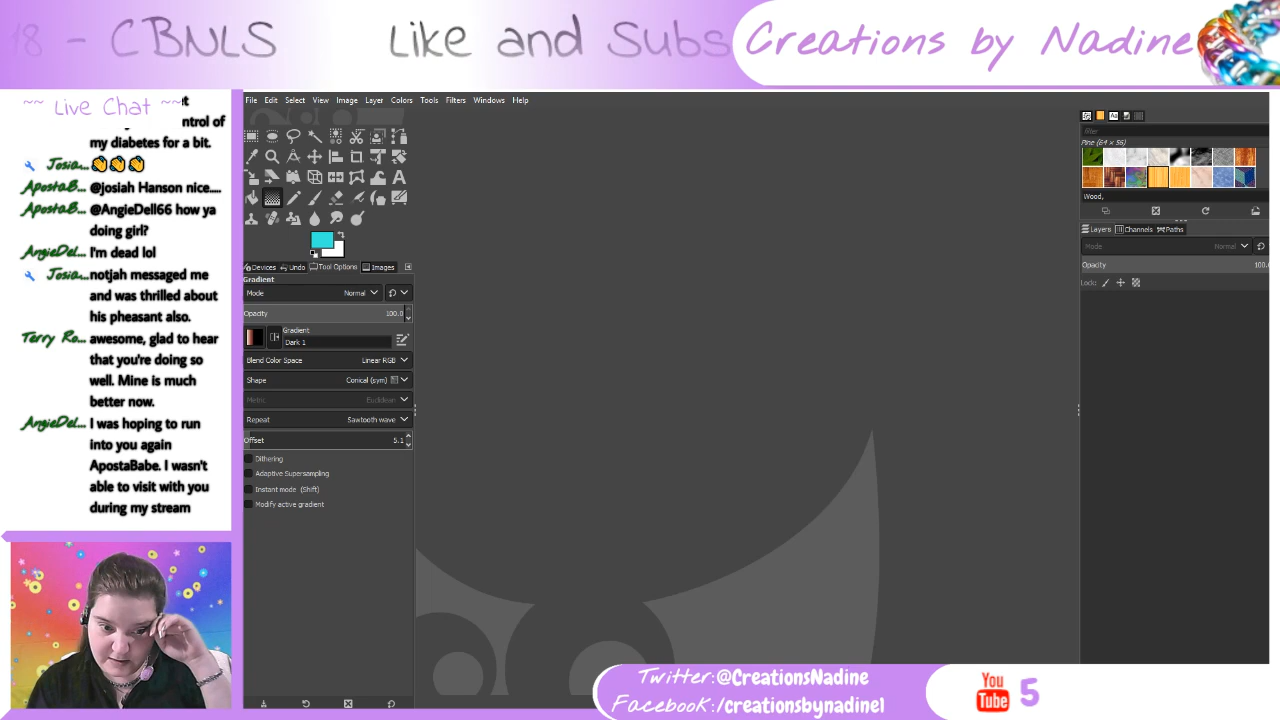 18 - CBNLS Like and Subs
Creations by Nadine
~~ Live Chat ~~
ntrol of
my diabetes for a bit.
Josia...
ApostaB... @josiah Hanson nice....
ApostaB... @AngieDell66 how ya
doing girl?
AngieDel... I'm dead lol
Josia... notjah messaged me
and was thrilled about
his pheasant also.
Terry Ro... awesome, glad to hear
that you're doing so
well. Mine is much
better now.
AngieDel... I was hoping to run
into you again
ApostaBabe. I wasn't
able to visit with you
during my stream
File Edit Select View Image Layer Colors Tools Filters Windows Help
Devices Undo Tool Options Images
Gradient
Mode Normal
Opacity 100.0
Gradient
Dark 1
Blend Color Space Linear RGB
Shape Conical (sym)
Metric Euclidean
Repeat Sawtooth wave
Offset 5.1
Dithering
Adaptive Supersampling
Instant mode (Shift)
Modify active gradient
filter
Pine (64 × 56)
Wood,
Layers Channels Paths
Mode Normal
Opacity 100.
Lock:
Twitter:@CreationsNadine
Facebook:/creationsbynadine1
You
Tube 5